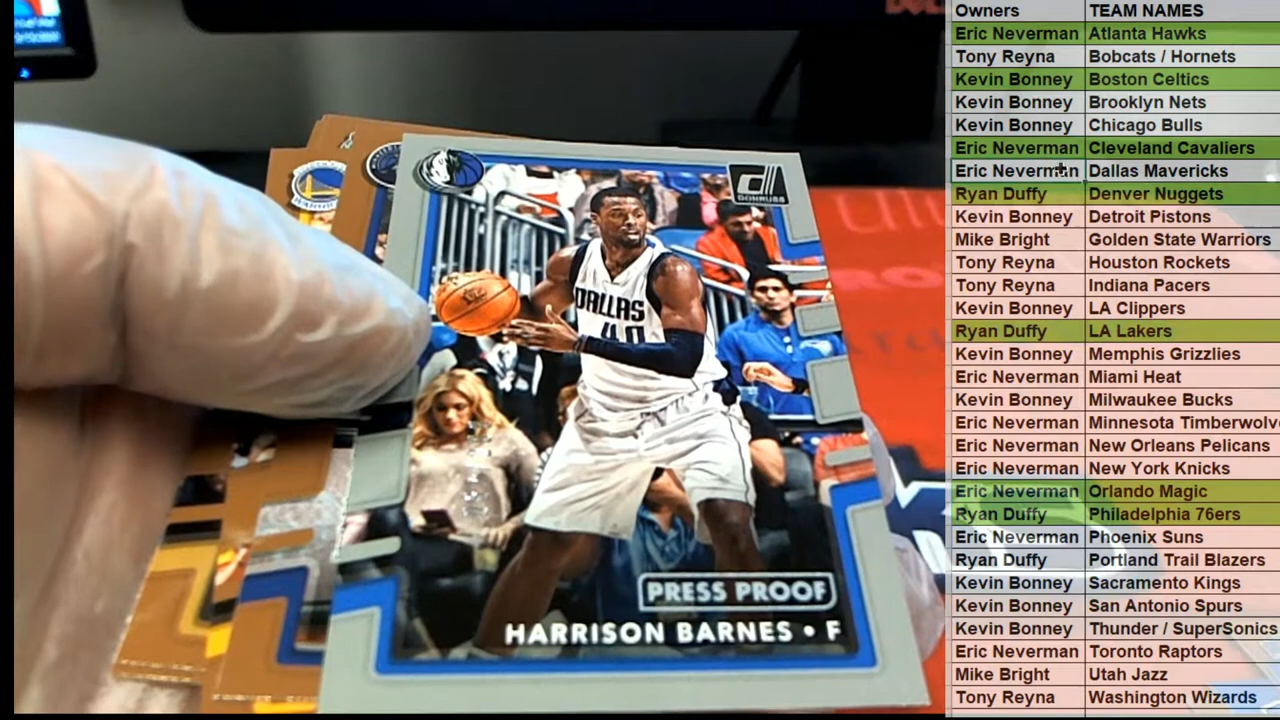 Owners TEAM NAMES
Eric Neverman Atlanta Hawks
Tony Reyna Bobcats / Hornets
Kevin Bonney Boston Celtics
Kevin Bonney Brooklyn Nets
Kevin Bonney Chicago Bulls
Eric Neverman Cleveland Cavaliers
Eric Neverman Dallas Mavericks
Ryan Duffy Denver Nuggets
Kevin Bonney Detroit Pistons
Mike Bright Golden State Warriors
Tony Reyna Houston Rockets
Tony Reyna Indiana Pacers
Kevin Bonney LA Clippers
Ryan Duffy LA Lakers
Kevin Bonney Memphis Grizzlies
Eric Neverman Miami Heat
Kevin Bonney Milwaukee Bucks
Eric Neverman Minnesota Timberwolve
Eric Neverman New Orleans Pelicans
Eric Neverman New York Knicks
Eric Neverman Orlando Magic
Ryan Duffy Philadelphia 76ers
Eric Neverman Phoenix Suns
Ryan Duffy Portland Trail Blazers
Kevin Bonney Sacramento Kings
Kevin Bonney San Antonio Spurs
Kevin Bonney Thunder / SuperSonics
Eric Neverman Toronto Raptors
Mike Bright Utah Jazz
Tony Reyna Washington Wizards
DONRUSS
DALLAS
40
PRESS PROOF
HARRISON BARNES • F